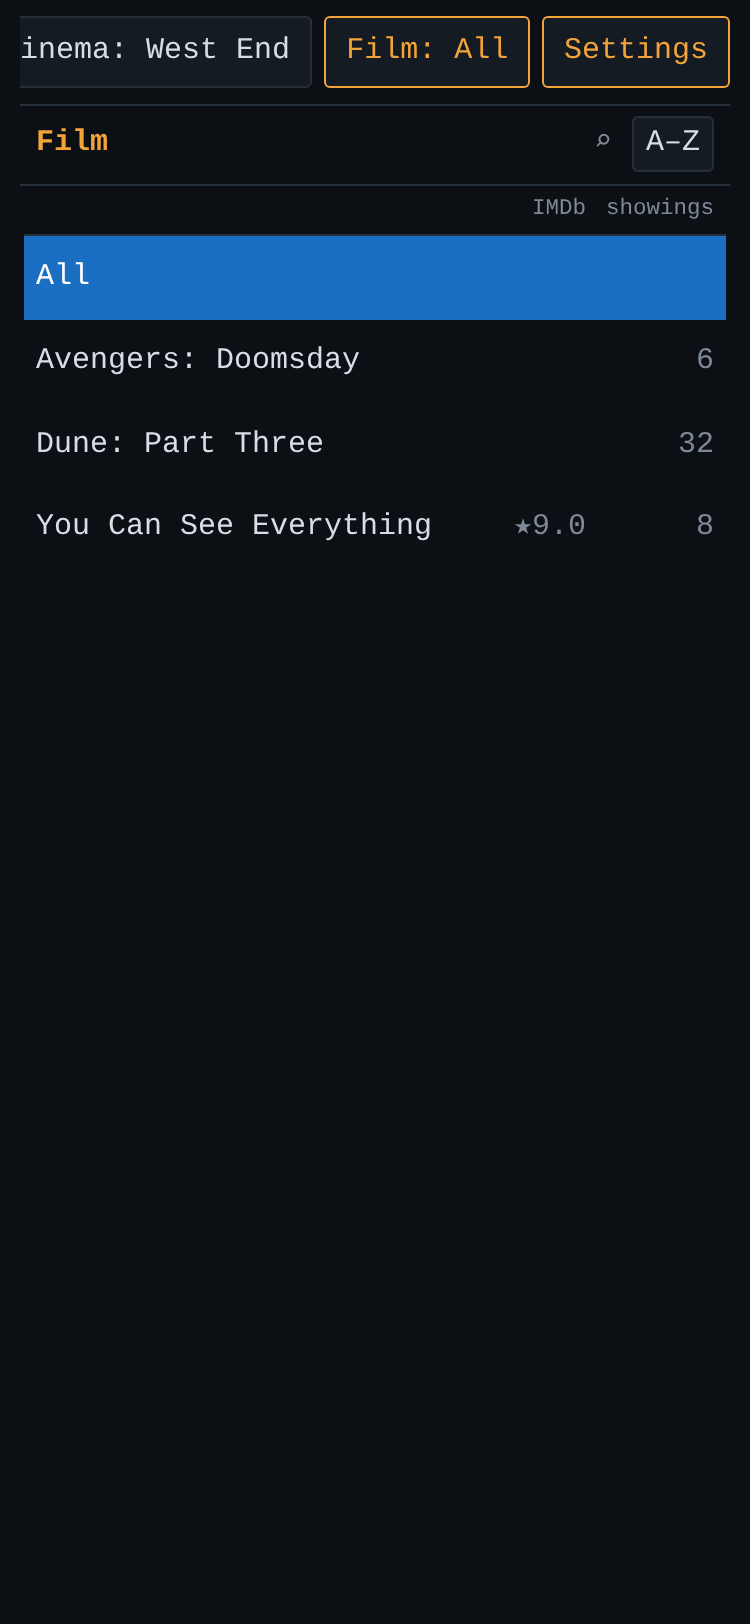 inema: West End Film: All Settings
Film ⌕ A–Z
IMDb showings
All
Avengers: Doomsday 6
Dune: Part Three 32
You Can See Everything ★9.0 8